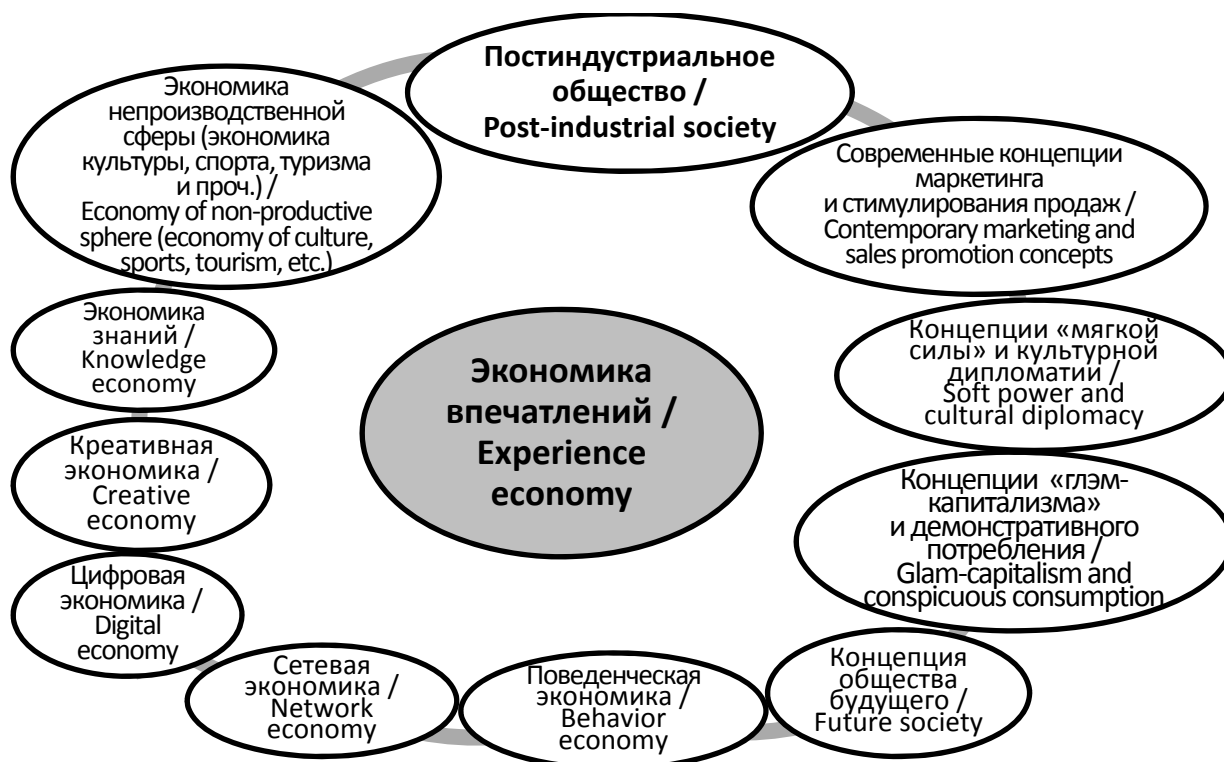 Постиндустриальное
общество /
Post-industrial society
Экономика
непроизводственной
сферы (экономика
культуры, спорта, туризма
и проч.) /
Economy of non-productive
sphere (economy of culture,
sports, tourism, etc.)
Современные концепции
маркетинга
и стимулирования продаж /
Contemporary marketing and
sales promotion concepts
Экономика
знаний /
Knowledge
economy
Концепции «мягкой
силы» и культурной
дипломатии /
Soft power and
cultural diplomacy
Экономика
впечатлений /
Experience
economy
Креативная
экономика /
Creative
economy
Концепции «глэм-
капитализма»
и демонстративного
потребления /
Glam-capitalism and
conspicuous consumption
Цифровая
экономика /
Digital
economy
Сетевая
экономика /
Network
economy
Поведенческая
экономика /
Behavior
economy
Концепция
общества
будущего /
Future society